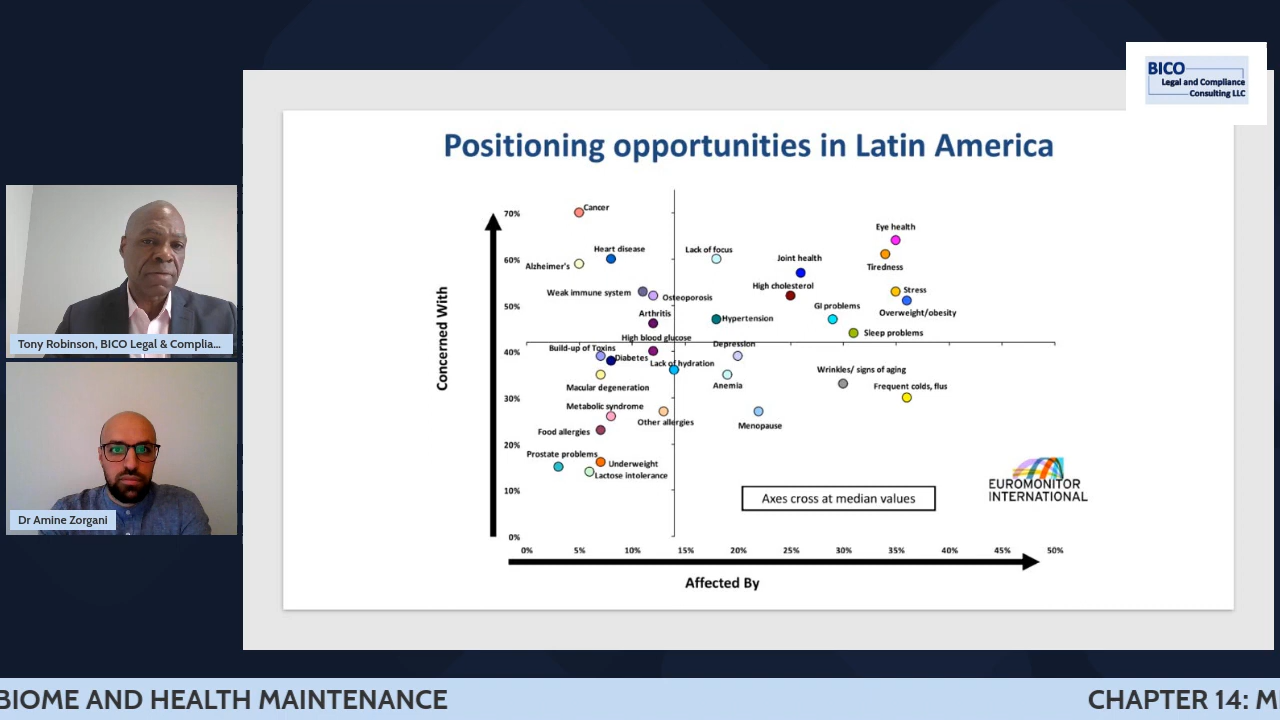 BICO
Legal and Compliance
Consulting LLC
Positioning opportunities in Latin America
Concerned With
70%
60%
50%
40%
30%
20%
10%
0%
Cancer
Eye health
Heart disease
Lack of focus
Joint health
Alzheimer's
Tiredness
High cholesterol
Weak immune system
Osteoporosis
Stress
GI problems
Overweight/obesity
Arthritis
Hypertension
Sleep problems
High blood glucose
Depression
Build-up of Toxins
Diabetes
Lack of hydration
Wrinkles/ signs of aging
Macular degeneration
Anemia
Frequent colds, flus
Metabolic syndrome
Other allergies
Menopause
Food allergies
Prostate problems
Underweight
Lactose intolerance
Axes cross at median values
EUROMONITOR
INTERNATIONAL
0% 5% 10% 15% 20% 25% 30% 35% 40% 45% 50%
Affected By
Tony Robinson, BICO Legal & Complia...
Dr Amine Zorgani
BIOME AND HEALTH MAINTENANCE
CHAPTER 14: M